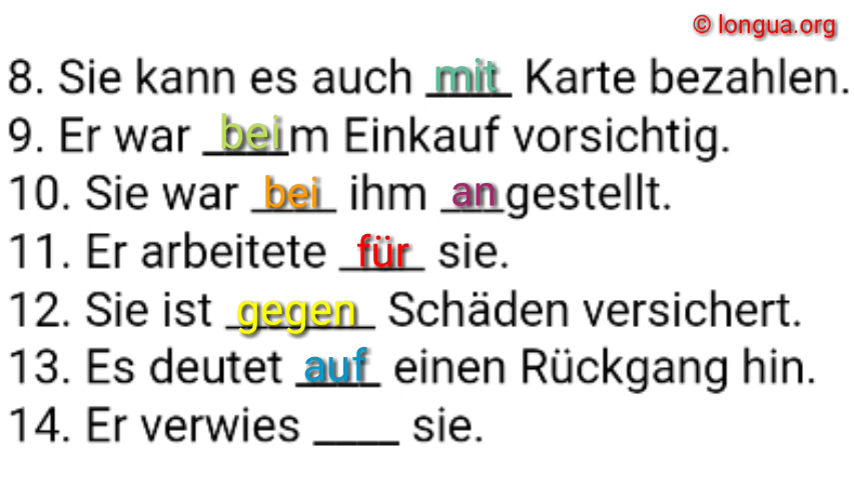 © longua.org
8. Sie kann es auch mit Karte bezahlen.
9. Er war beim Einkauf vorsichtig.
10. Sie war bei ihm angestellt.
11. Er arbeitete für sie.
12. Sie ist gegen Schäden versichert.
13. Es deutet auf einen Rückgang hin.
14. Er verwies ____ sie.